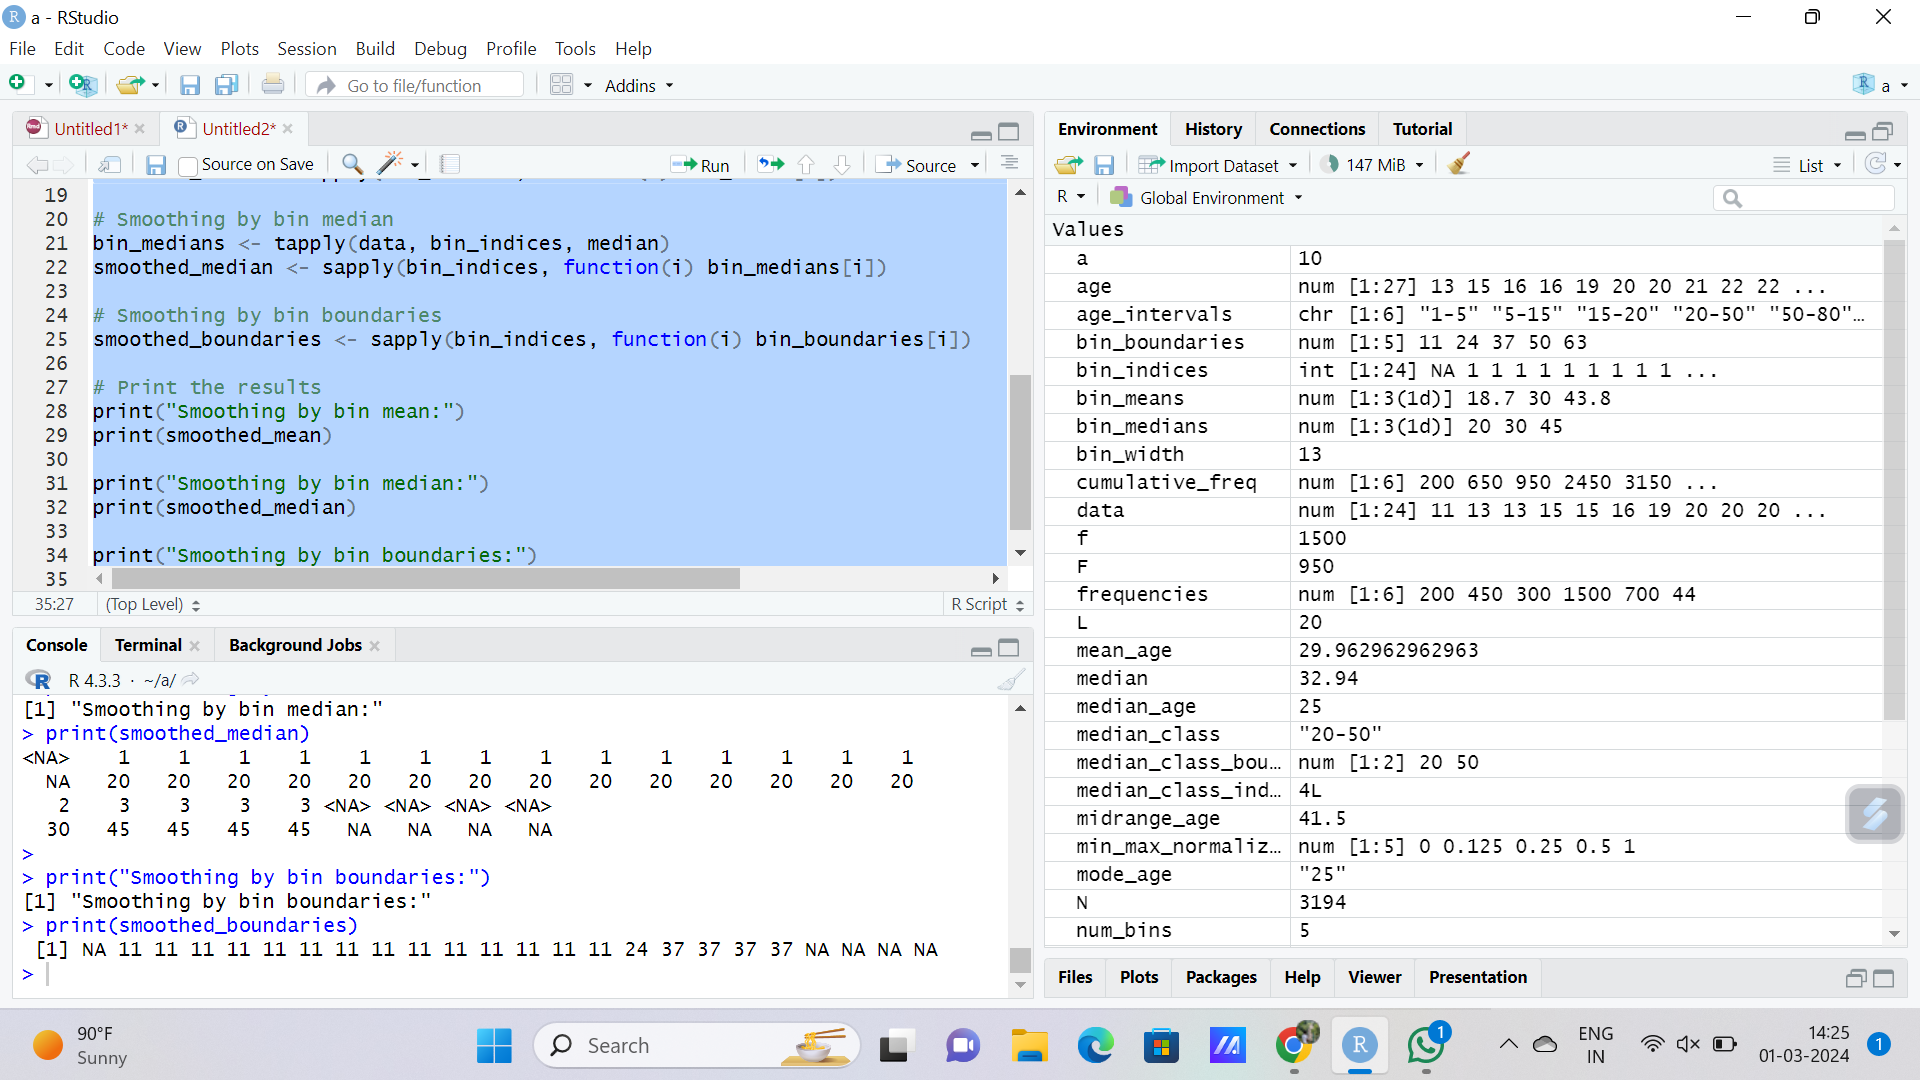 a - RStudio
File Edit Code View Plots Session Build Debug Profile Tools Help
Go to file/function Addins a
Untitled1* Untitled2*
Source on Save Run Source
19
20 # Smoothing by bin median
21 bin_medians <- tapply(data, bin_indices, median)
22 smoothed_median <- sapply(bin_indices, function(i) bin_medians[i])
23
24 # Smoothing by bin boundaries
25 smoothed_boundaries <- sapply(bin_indices, function(i) bin_boundaries[i])
26
27 # Print the results
28 print("Smoothing by bin mean:")
29 print(smoothed_mean)
30
31 print("Smoothing by bin median:")
32 print(smoothed_median)
33
34 print("Smoothing by bin boundaries:")
35
35:27 (Top Level) R Script
Console Terminal Background Jobs
R 4.3.3 · ~/a/
[1] "Smoothing by bin median:"
> print(smoothed_median)
<NA> 1 1 1 1 1 1 1 1 1 1 1 1 1 1
NA 20 20 20 20 20 20 20 20 20 20 20 20 20 20
2 3 3 3 3 <NA> <NA> <NA> <NA>
30 45 45 45 45 NA NA NA NA
>
> print("Smoothing by bin boundaries:")
[1] "Smoothing by bin boundaries:"
> print(smoothed_boundaries)
[1] NA 11 11 11 11 11 11 11 11 11 11 11 11 11 11 24 37 37 37 37 NA NA NA NA
>
Environment History Connections Tutorial
Import Dataset 147 MiB List
R Global Environment
Values
a 10
age num [1:27] 13 15 16 16 19 20 20 21 22 22 ...
age_intervals chr [1:6] "1-5" "5-15" "15-20" "20-50" "50-80"…
bin_boundaries num [1:5] 11 24 37 50 63
bin_indices int [1:24] NA 1 1 1 1 1 1 1 1 1 ...
bin_means num [1:3(1d)] 18.7 30 43.8
bin_medians num [1:3(1d)] 20 30 45
bin_width 13
cumulative_freq num [1:6] 200 650 950 2450 3150 ...
data num [1:24] 11 13 13 15 15 16 19 20 20 20 ...
f 1500
F 950
frequencies num [1:6] 200 450 300 1500 700 44
L 20
mean_age 29.962962962963
median 32.94
median_age 25
median_class "20-50"
median_class_bou… num [1:2] 20 50
median_class_ind… 4L
midrange_age 41.5
min_max_normaliz… num [1:5] 0 0.125 0.25 0.5 1
mode_age "25"
N 3194
num_bins 5
Files Plots Packages Help Viewer Presentation
90°F
Sunny
Search
1
ENG
IN
14:25
01-03-2024
1